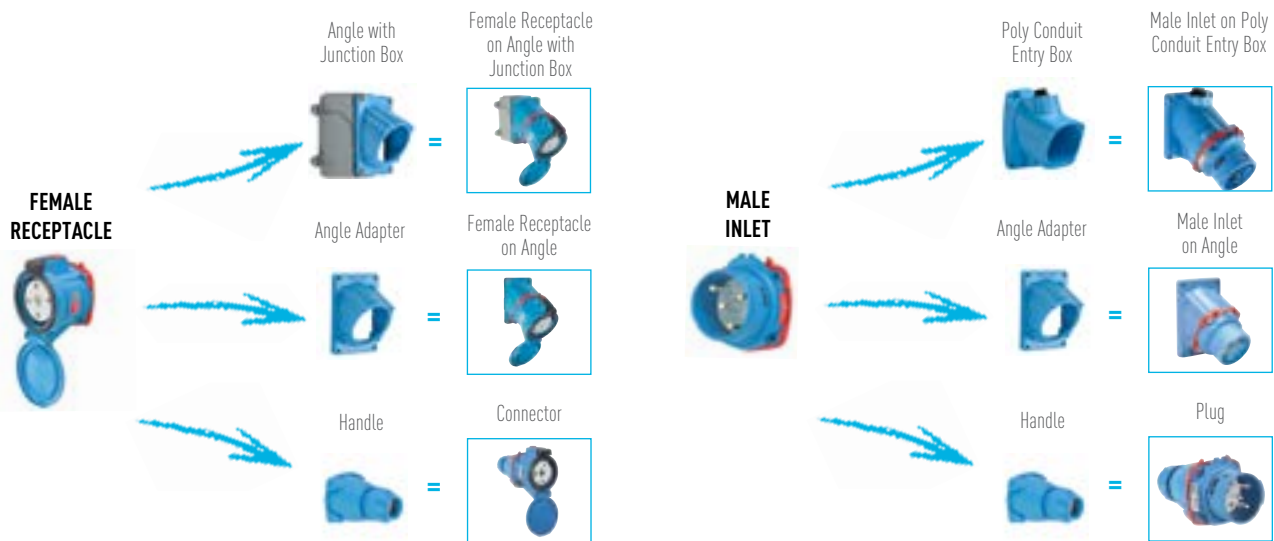 FEMALE
RECEPTACLE
Angle with
Junction Box
=
Female Receptacle
on Angle with
Junction Box
Angle Adapter
=
Female Receptacle
on Angle
Handle
=
Connector
MALE
INLET
Poly Conduit
Entry Box
=
Male Inlet on Poly
Conduit Entry Box
Angle Adapter
=
Male Inlet
on Angle
Handle
=
Plug